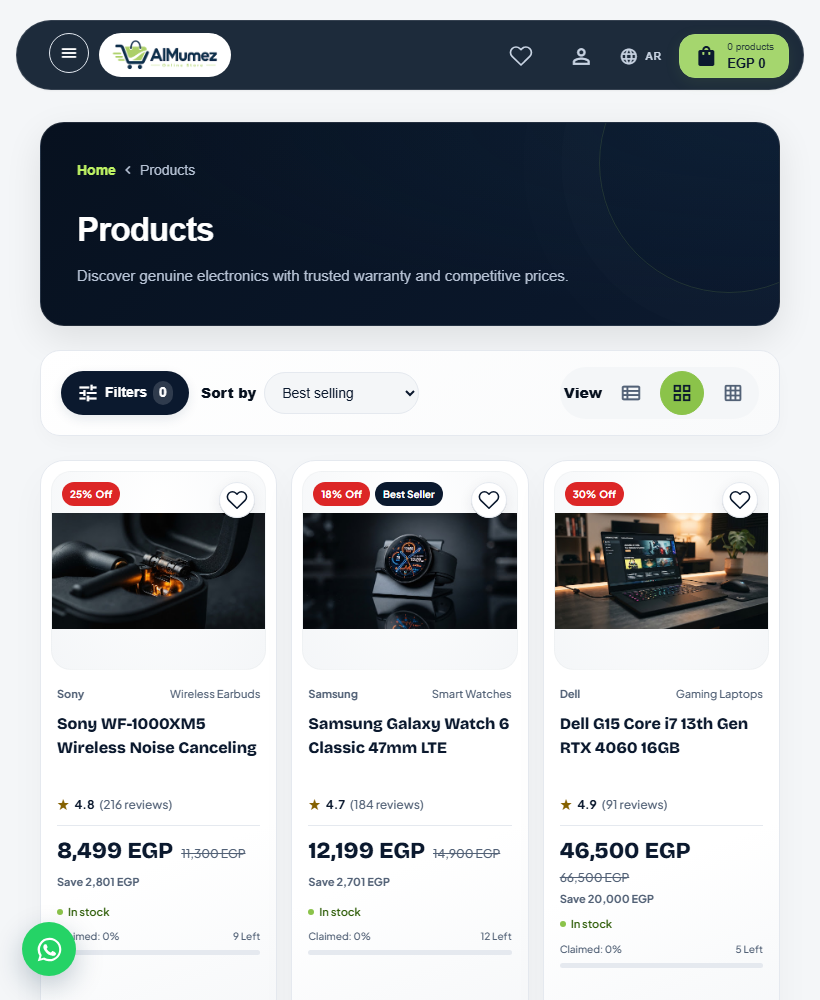 AlMumez
Online Store
AR
0 products
EGP 0
Home
Products
Products
Discover genuine electronics with trusted warranty and competitive prices.
Filters 0
Sort by
Best selling
View
25% Off
18% Off
Best Seller
30% Off
Sony
Wireless Earbuds
Sony WF-1000XM5
Wireless Noise Canceling
★ 4.8 (216 reviews)
8,499 EGP 11,300 EGP
Save 2,801 EGP
In stock
imed: 0%
9 Left
Samsung
Smart Watches
Samsung Galaxy Watch 6
Classic 47mm LTE
★ 4.7 (184 reviews)
12,199 EGP 14,900 EGP
Save 2,701 EGP
In stock
Claimed: 0%
12 Left
Dell
Gaming Laptops
Dell G15 Core i7 13th Gen
RTX 4060 16GB
★ 4.9 (91 reviews)
46,500 EGP
66,500 EGP
Save 20,000 EGP
In stock
Claimed: 0%
5 Left